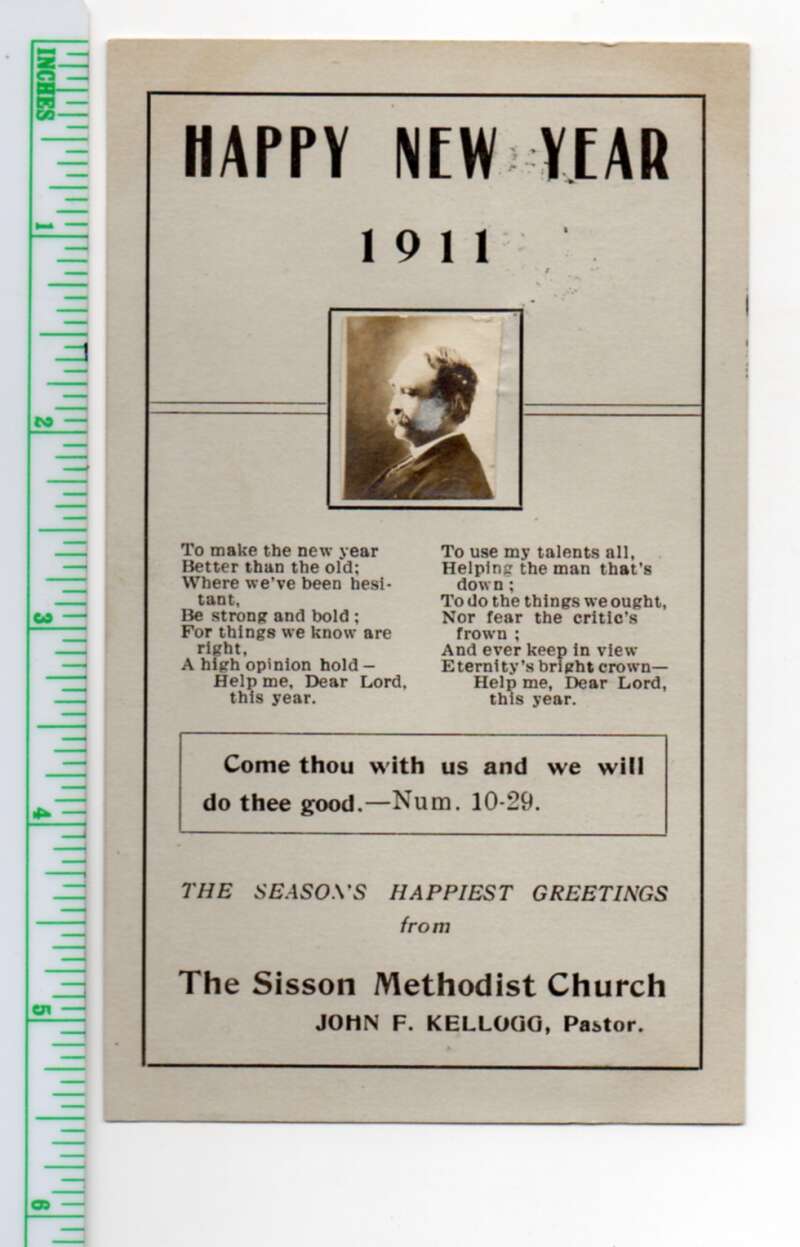 INCHES
1
2
3
4
5
6
HAPPY NEW YEAR
1911
To make the new year
Better than the old;
Where we've been hesi-
tant,
Be strong and bold;
For things we know are
right,
A high opinion hold—
Help me, Dear Lord,
this year.
To use my talents all,
Helping the man that's
down;
To do the things we ought,
Nor fear the critic's
frown;
And ever keep in view
Eternity's bright crown—
Help me, Dear Lord,
this year.
Come thou with us and we will
do thee good.—Num. 10-29.
THE SEASON'S HAPPIEST GREETINGS
from
The Sisson Methodist Church
JOHN F. KELLOGG, Pastor.